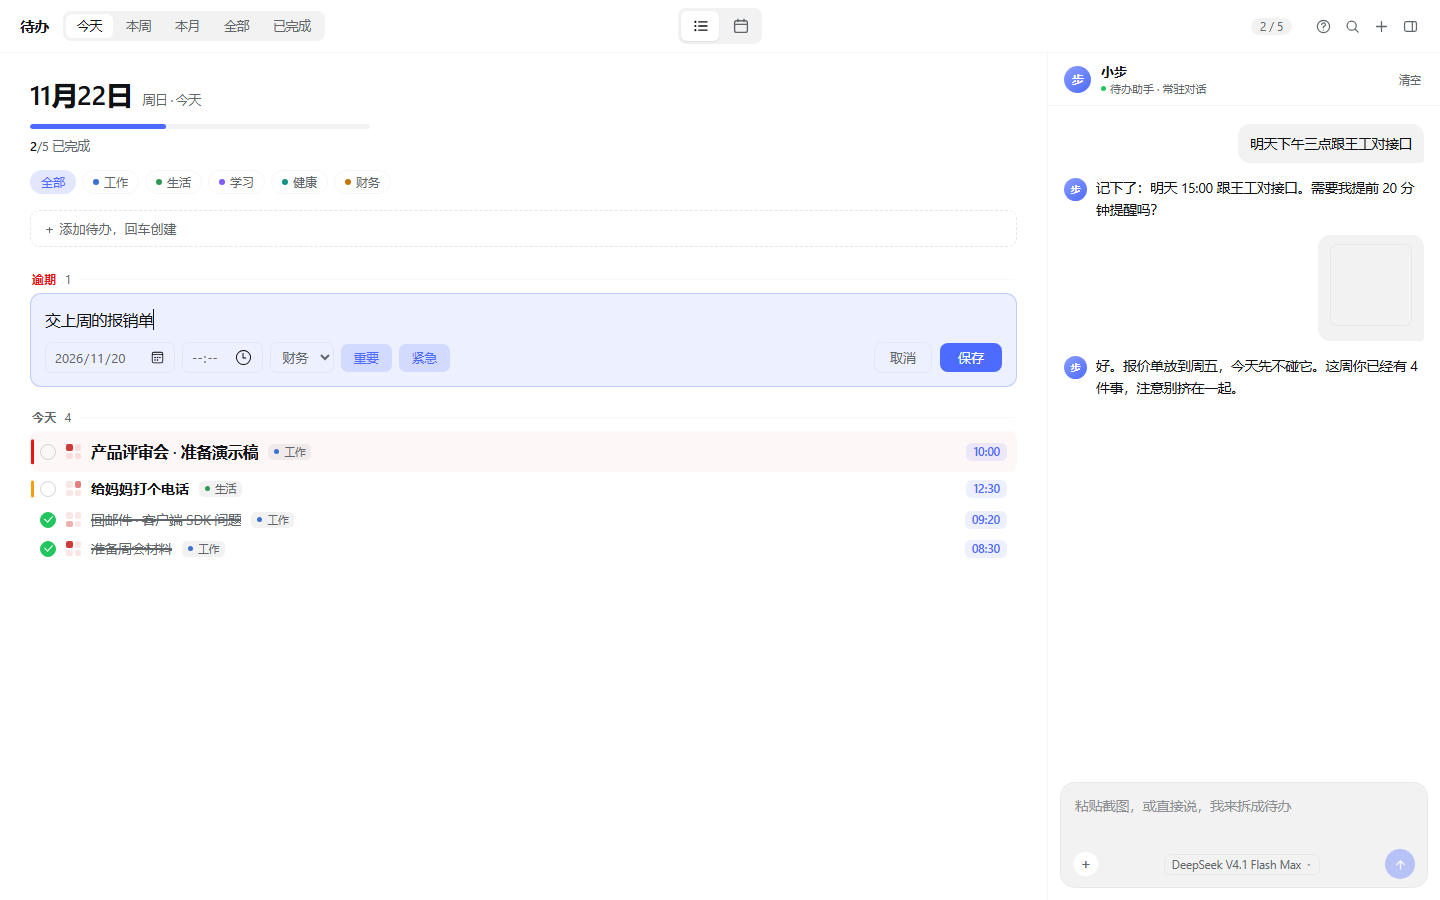 待办 今天 本周 本月 全部 已完成 2 / 5
11月22日 周日 · 今天
2/5 已完成
全部 工作 生活 学习 健康 财务
+ 添加待办，回车创建
逾期 1
交上周的报销单
2026/11/20 --:-- 财务 重要 紧急 取消 保存
今天 4
产品评审会 · 准备演示稿 工作 10:00
给妈妈打个电话 生活 12:30
回邮件 · 客户端 SDK 问题 工作 09:20
准备周会材料 工作 08:30
步 小步
待办助手 · 常驻对话
清空
明天下午三点跟王工对接口
步 记下了：明天 15:00 跟王工对接口。需要我提前 20 分
钟提醒吗？
步 好。报价单放到周五，今天先不碰它。这周你已经有 4
件事，注意别挤在一起。
粘贴截图，或直接说，我来拆成待办
+ DeepSeek V4.1 Flash Max